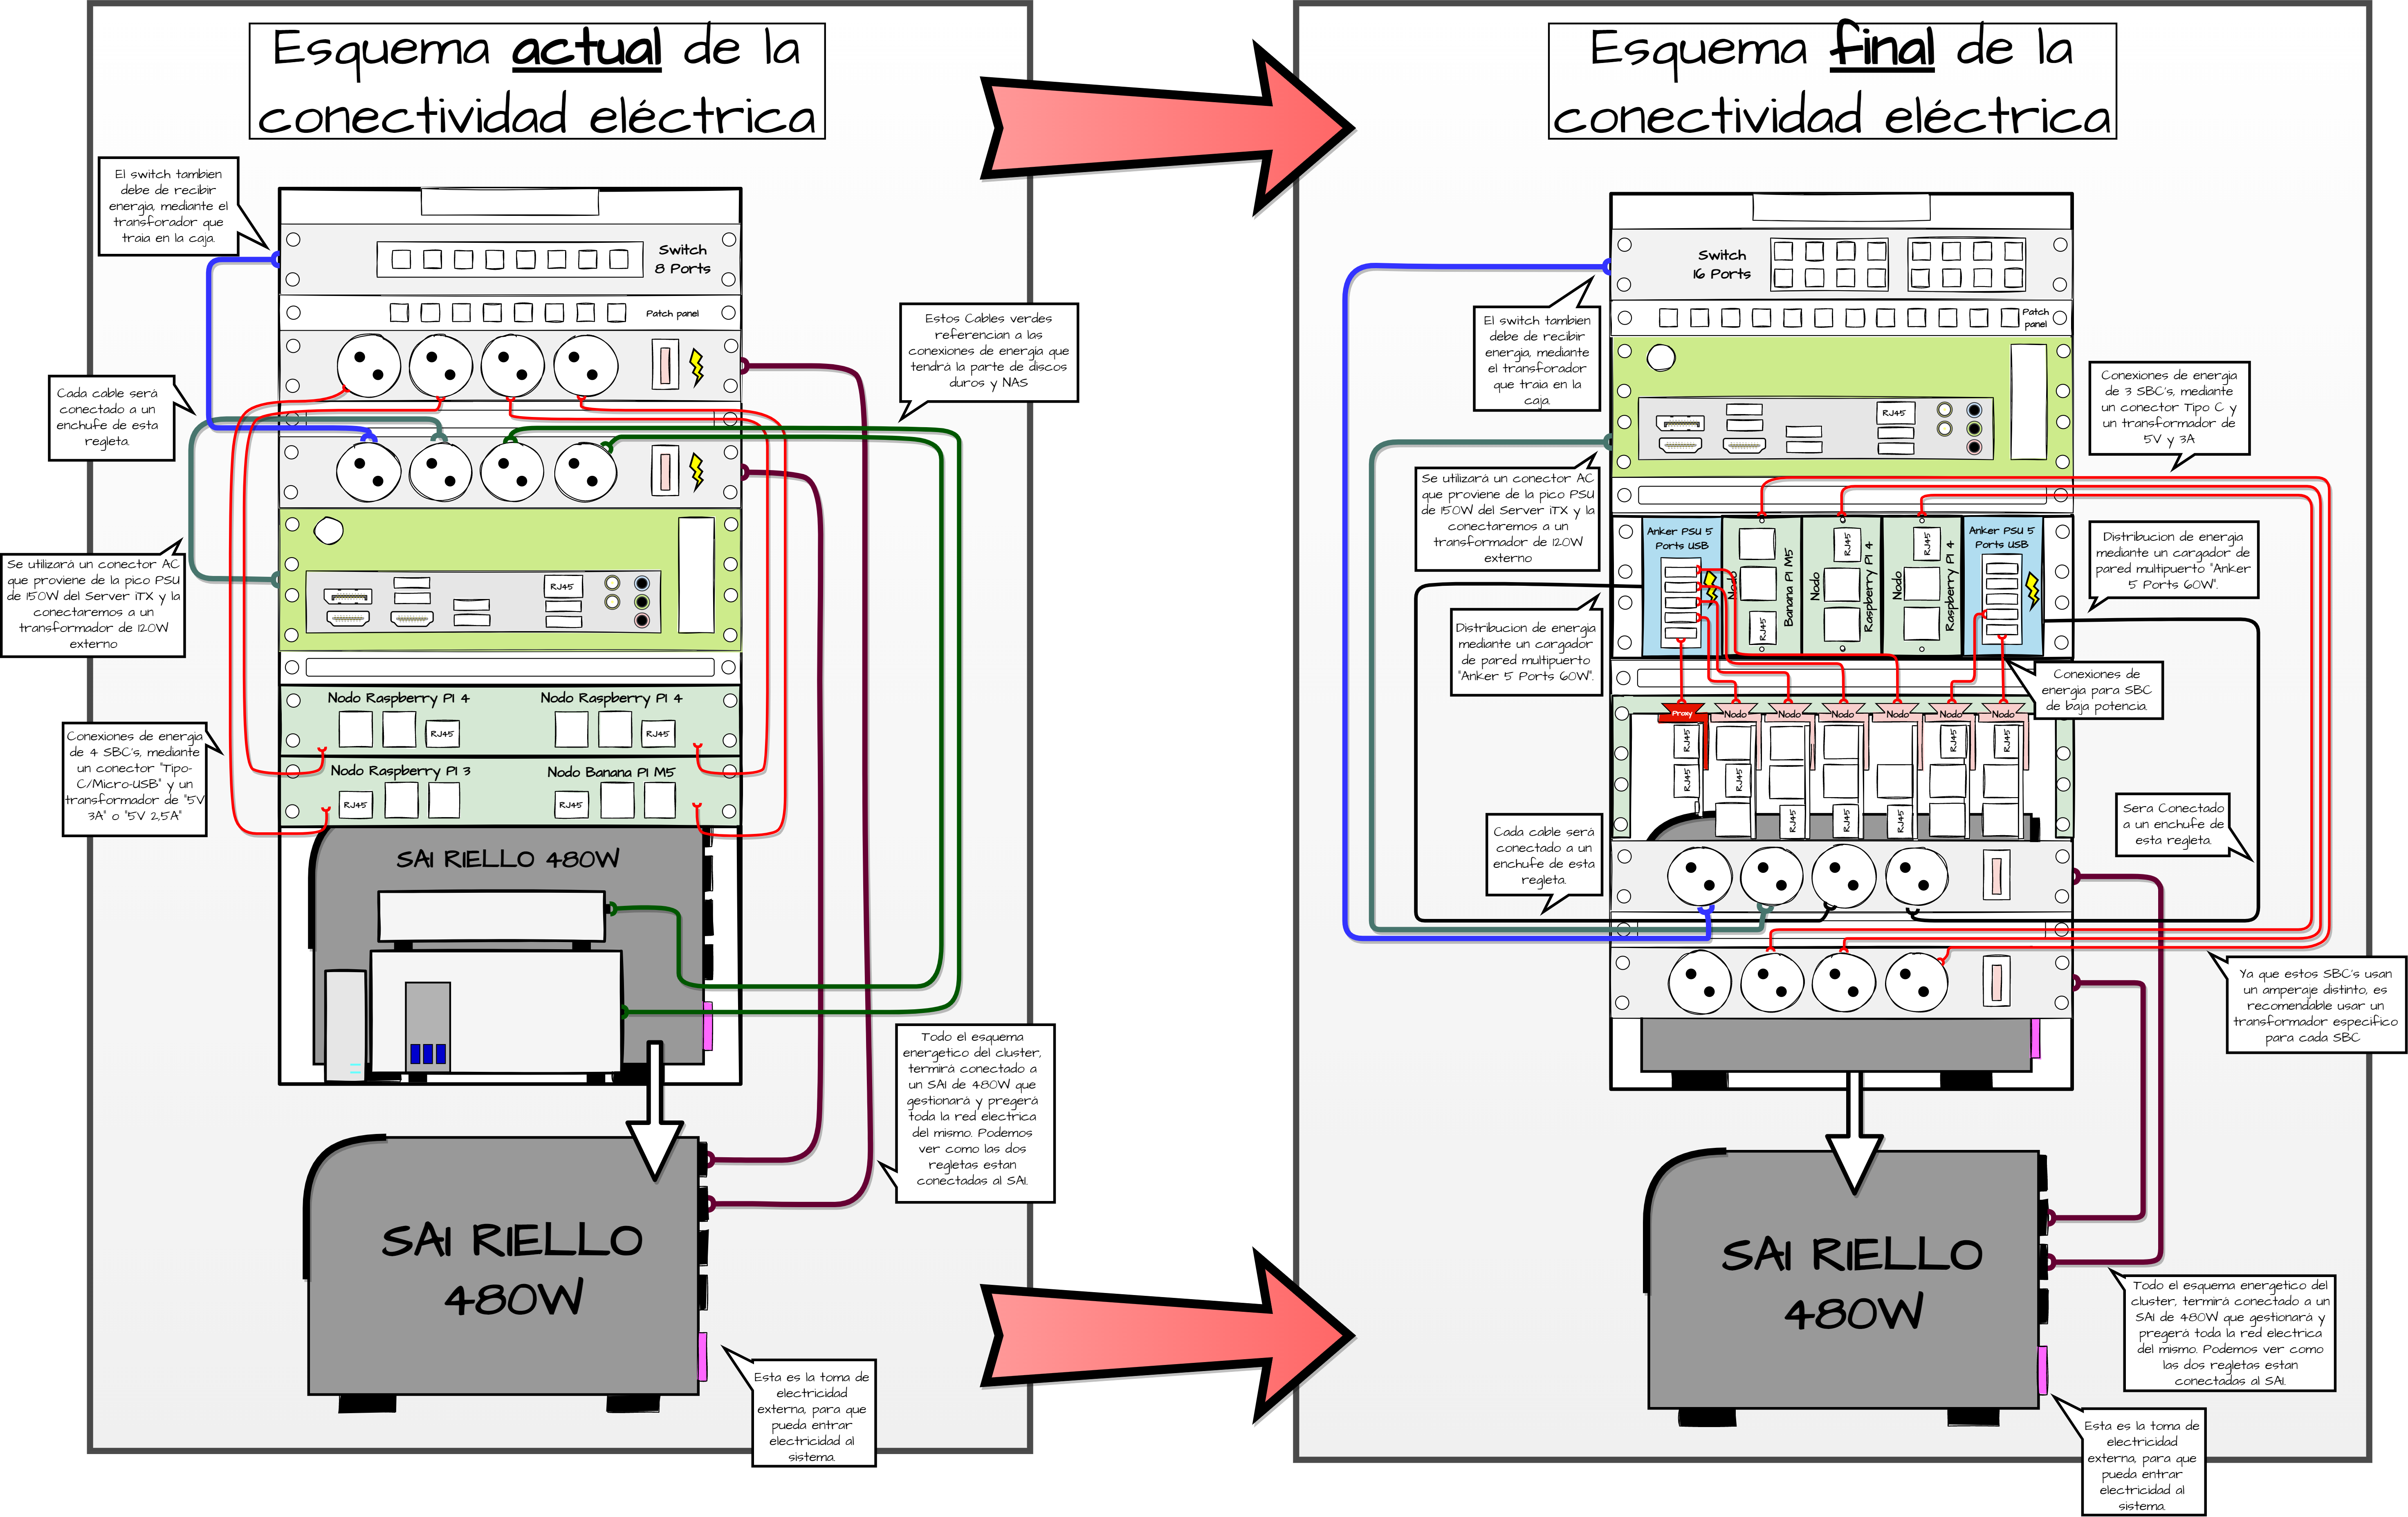 Esquema actual de la
conectividad eléctrica
El switch tambien
debe de recibir
energia, mediante el
transforador que
traia en la caja.
Switch
8 Ports
Patch panel
Estos Cables verdes
referencian a las
conexiones de energia que
tendrá la parte de discos
duros y NAS
Cada cable será
conectado a un
enchufe de esta
regleta.
Se utilizará un conector AC
que proviene de la pico PSU
de 150W del Server iTX y la
conectaremos a un
transformador de 120W
externo
RJ45
Conexiones de energia
de 4 SBC's, mediante
un conector "Tipo-
C/Micro-USB" y un
transformador de "5V
3A" o "5V 2,5A"
Nodo Raspberry PI 4
RJ45
Nodo Raspberry PI 4
RJ45
Nodo Raspberry PI 3
RJ45
Nodo Banana PI M5
RJ45
SAI RIELLO 480W
Todo el esquema
energetico del cluster,
termirá conectado a
un SAI de 480W que
gestionará y pregerá
toda la red electrica
del mismo. Podemos
ver como las dos
regletas estan
conectadas al SAI.
SAI RIELLO
480W
Esta es la toma de
electricidad
externa, para que
pueda entrar
electricidad al
sistema.
Esquema final de la
conectividad eléctrica
Switch
16 Ports
Patch
panel
El switch tambien
debe de recibir
energia, mediante
el transforador
que traia en la
caja.
RJ45
Conexiones de energia
de 3 SBC's, mediante
un conector Tipo C y
un transformador de
5V y 3A
Se utilizará un conector AC
que proviene de la pico PSU
de 150W del Server iTX y la
conectaremos a un
transformador de 120W
externo
Anker PSU 5
Ports USB
Nodo
Banana PI M5
RJ45
Nodo
Raspberry PI 4
RJ45
Nodo
Raspberry PI 4
RJ45
Anker PSU 5
Ports USB
Distribucion de energia
mediante un cargador de
pared multipuerto "Anker
5 Ports 60W".
Distribucion de energia
mediante un cargador
de pared multipuerto
"Anker 5 Ports 60W".
Conexiones de
energia para SBC
de baja potencia.
Proxy
Nodo
Nodo
Nodo
Nodo
Nodo
Nodo
RJ45
RJ45
RJ45
RJ45
RJ45
RJ45
RJ45
RJ45
Cada cable será
conectado a un
enchufe de esta
regleta.
Sera Conectado
a un enchufe de
esta regleta.
Ya que estos SBC's usan
un amperaje distinto, es
recomendable usar un
transformador especifico
para cada SBC
SAI RIELLO
480W
Todo el esquema energetico del
cluster, termirá conectado a un
SAI de 480W que gestionará y
pregerá toda la red electrica
del mismo. Podemos ver como
las dos regletas estan
conectadas al SAI.
Esta es la toma de
electricidad
externa, para que
pueda entrar
electricidad al
sistema.